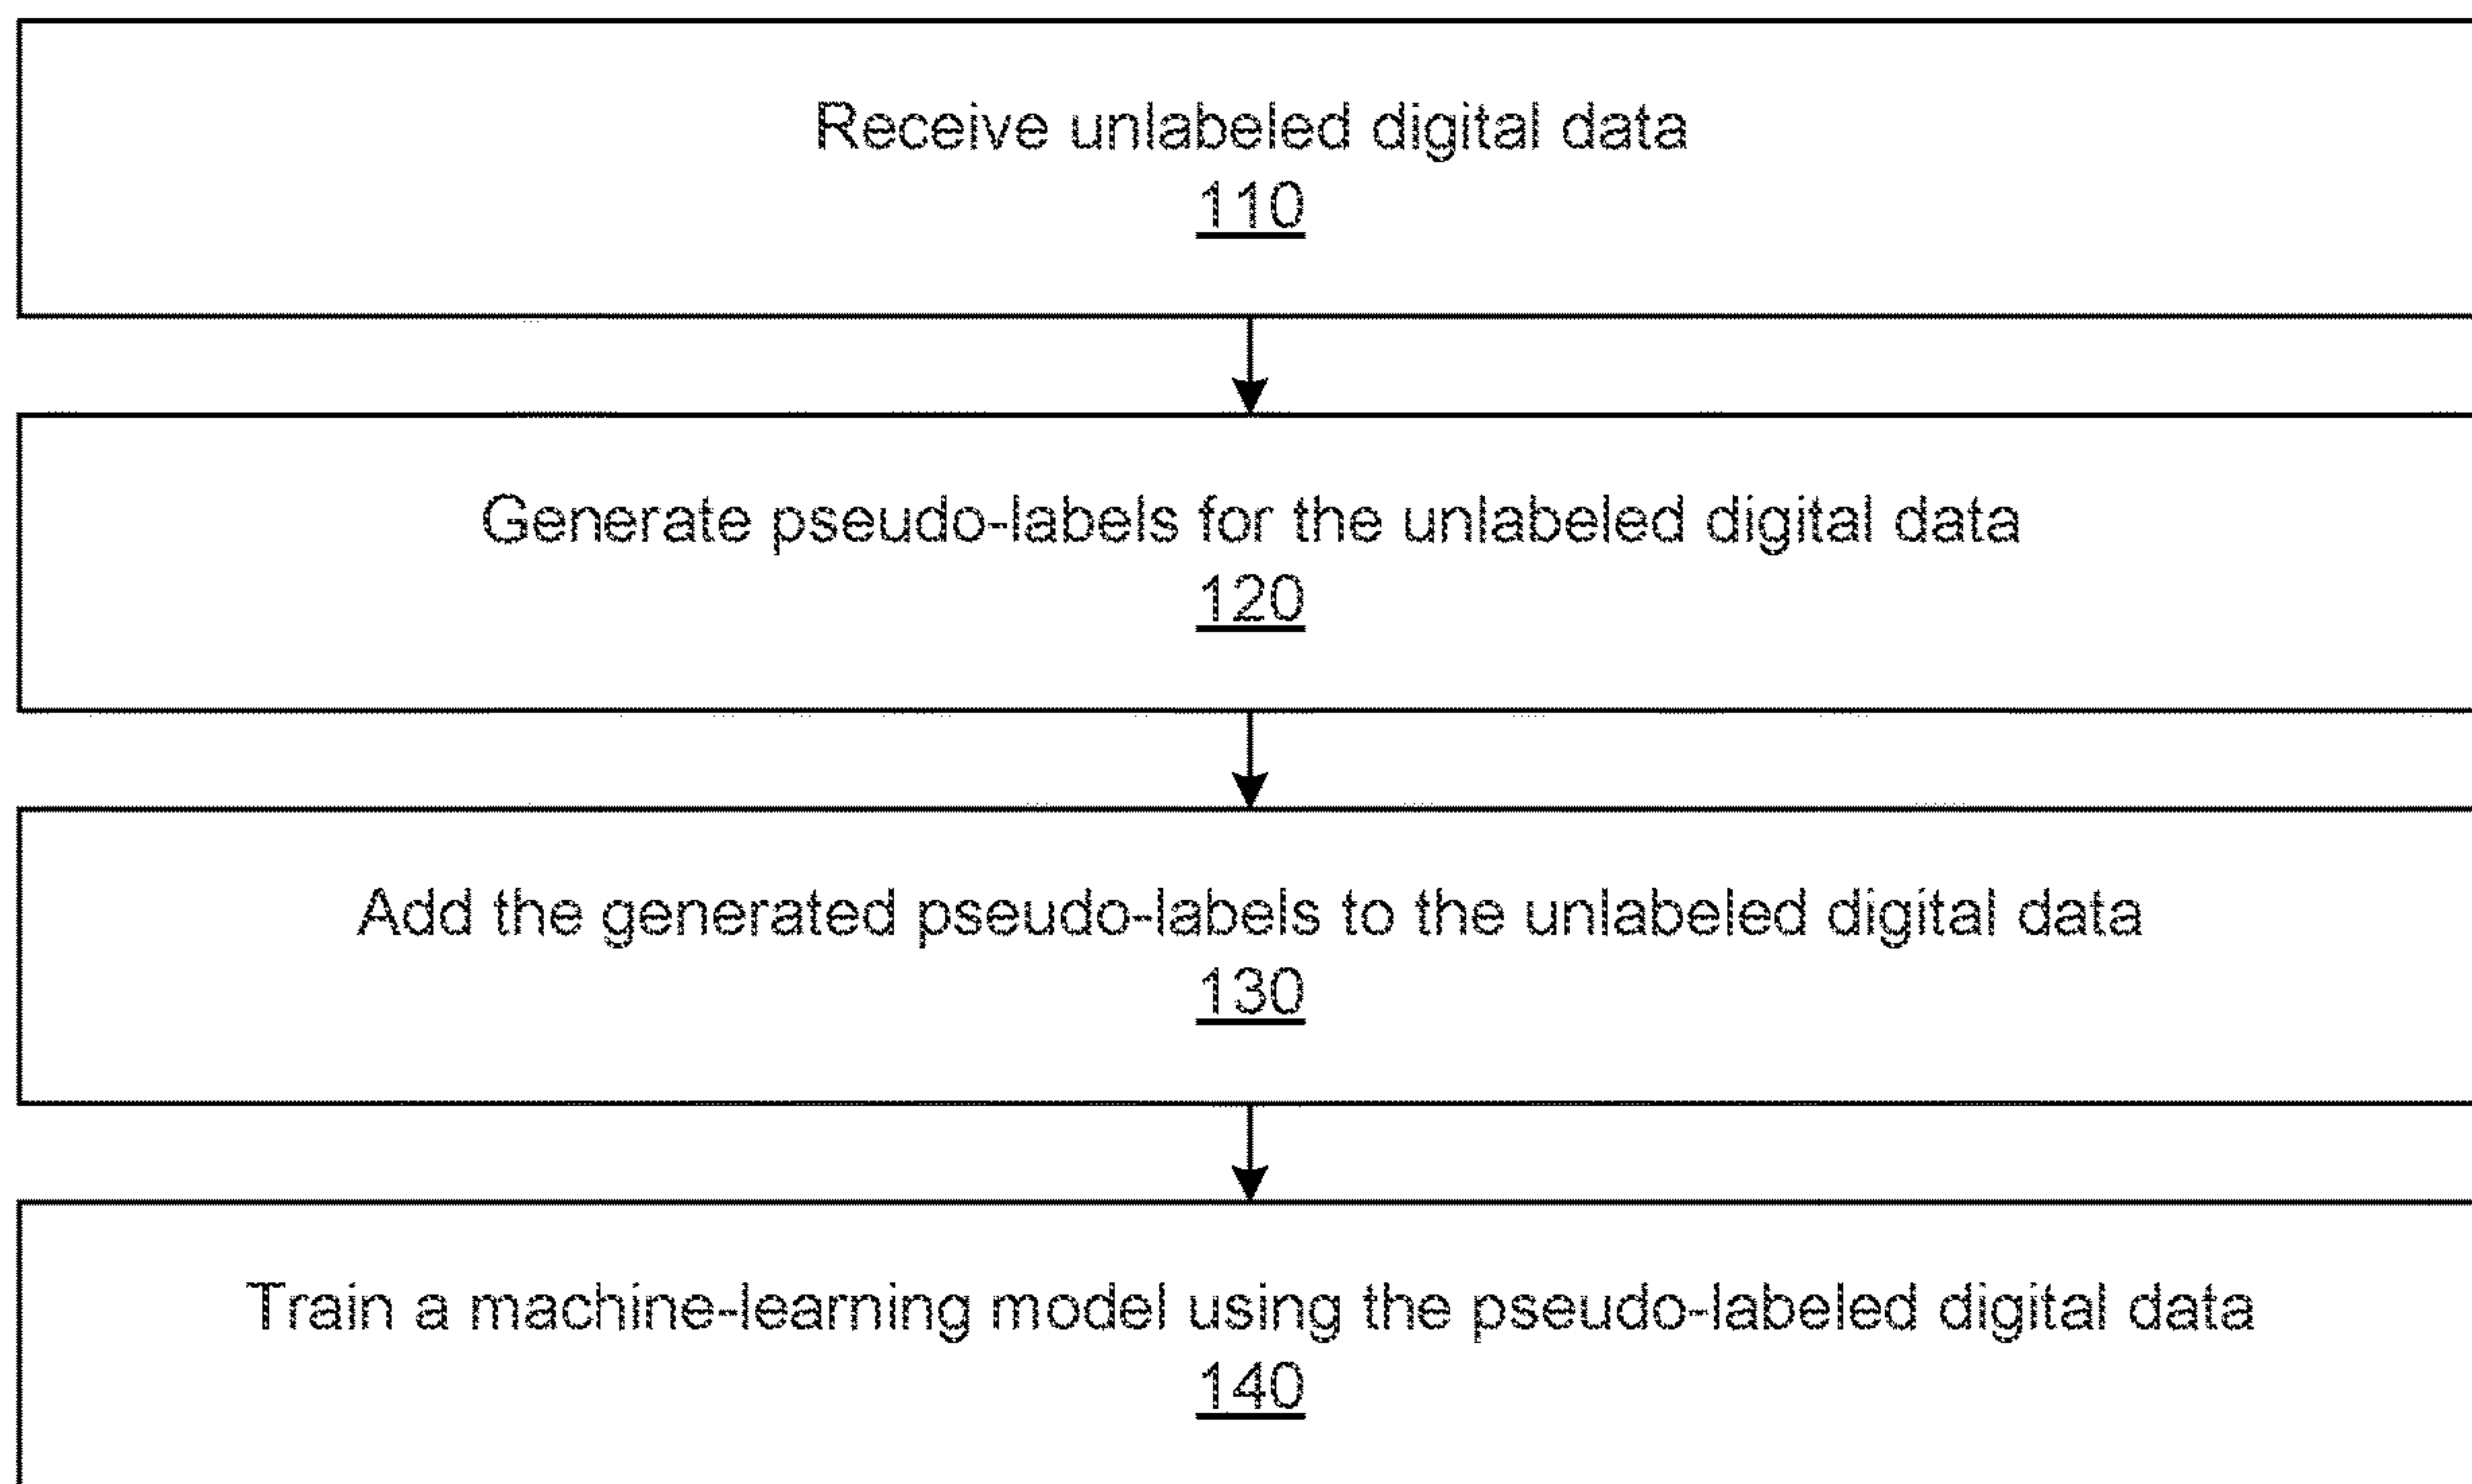 Receive unlabeled digital data
110
Generate pseudo-labels for the unlabeled digital data
120
Add the generated pseudo-labels to the unlabeled digital data
130
Train a machine-learning model using the pseudo-labeled digital data
140